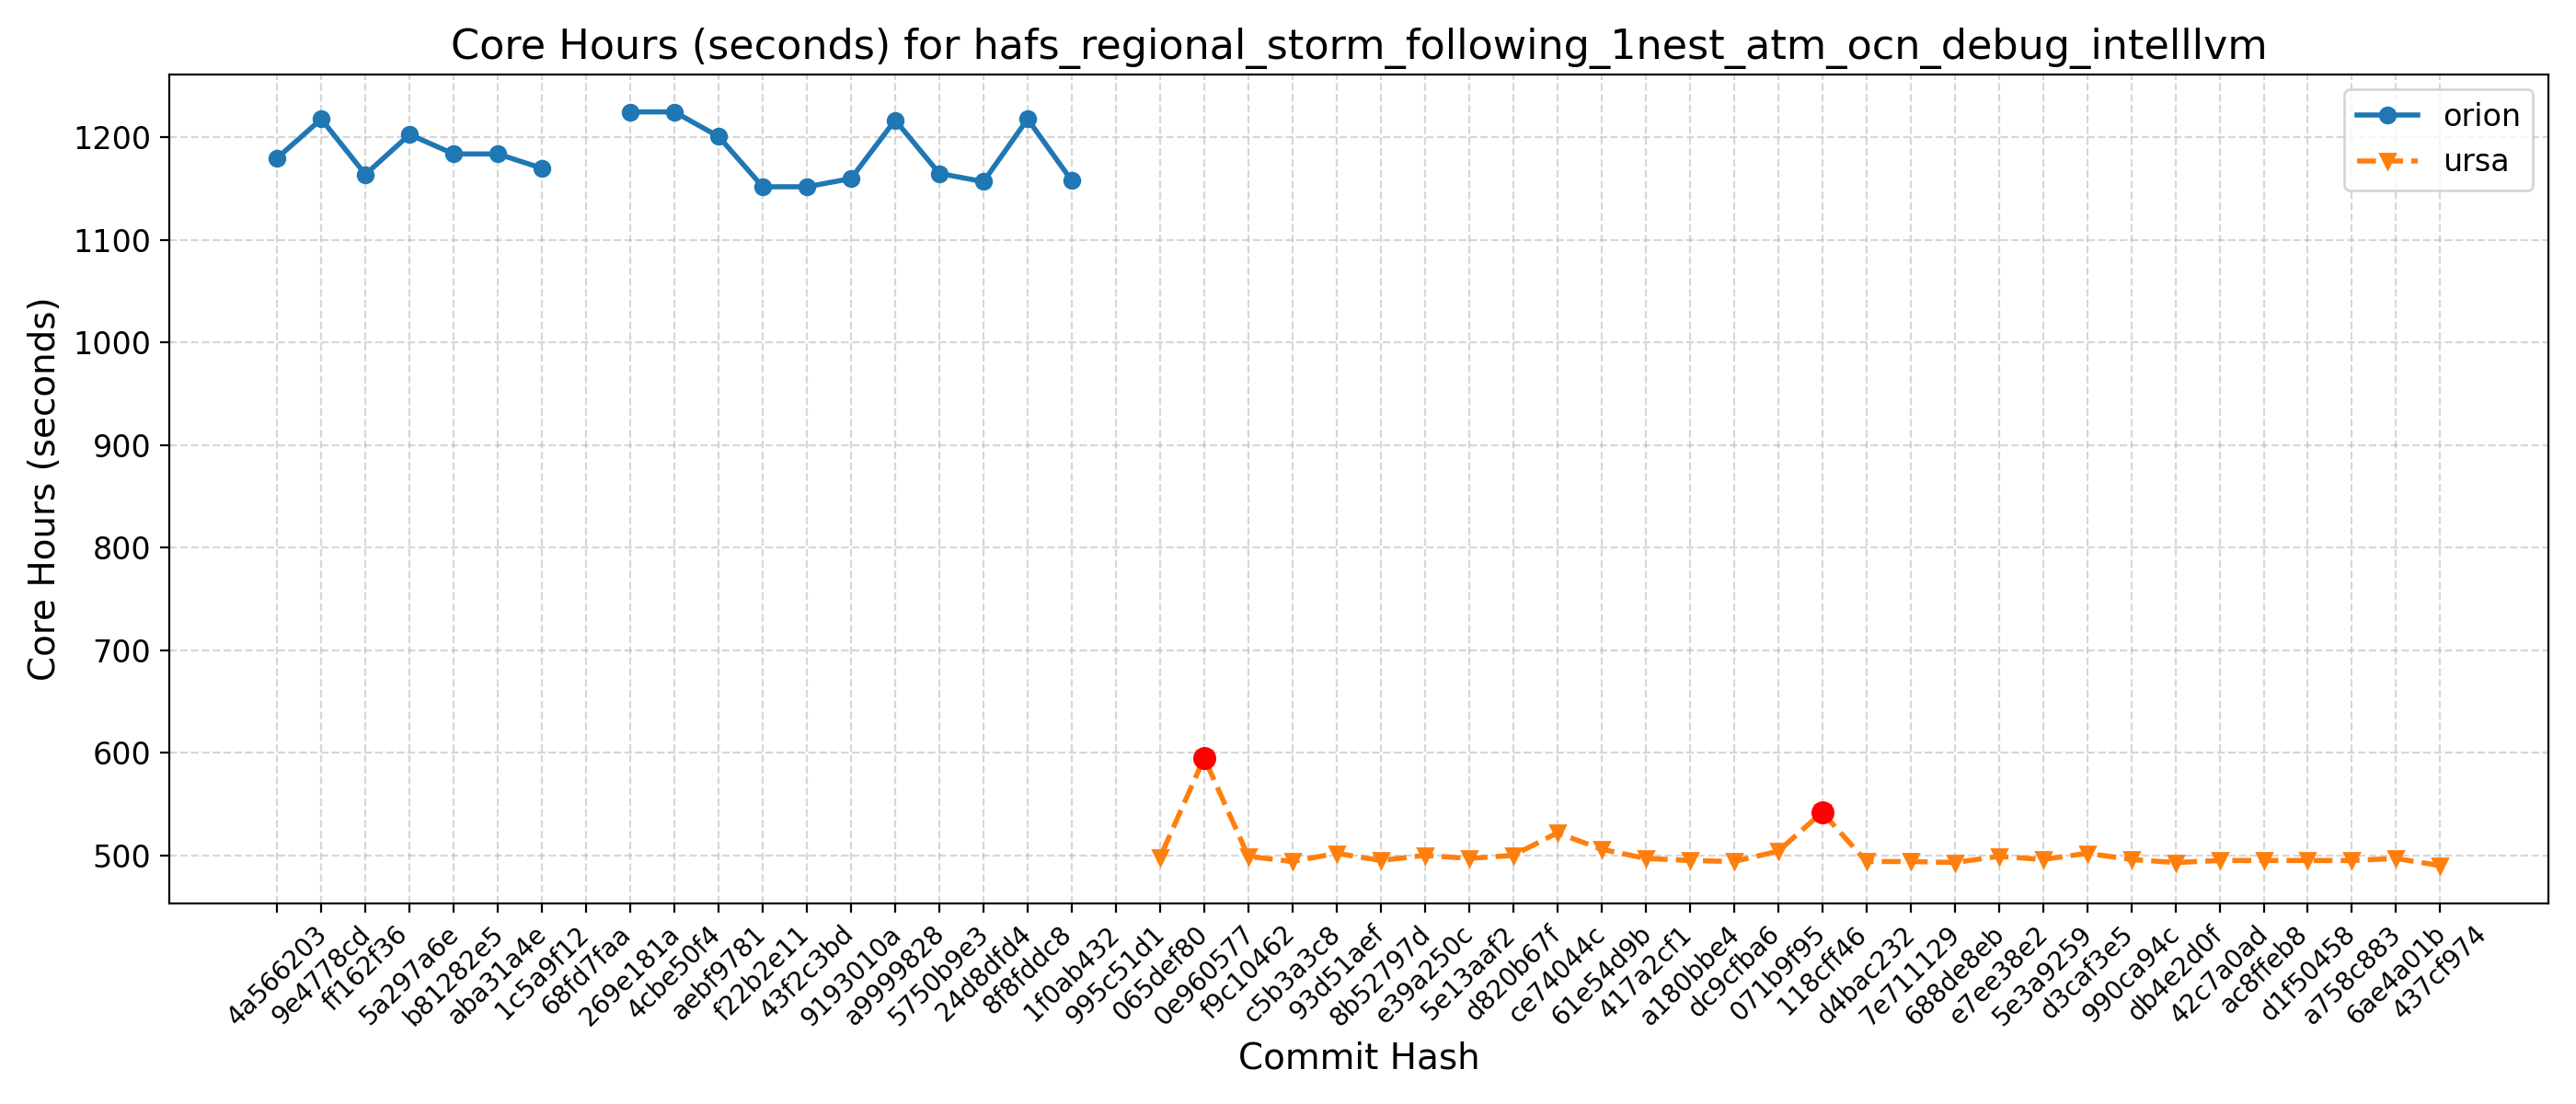 Core Hours (seconds) for hafs_regional_storm_following_1nest_atm_ocn_debug_intelllvm
orion
ursa
Core Hours (seconds)
1200
1100
1000
900
800
700
600
500
4a566203
9e4778cd
ff162f36
5a297a6e
b81282e5
aba31a4e
1c5a9f12
68fd7faa
269e181a
4cbe50f4
aebf9781
f22b2e11
43f2c3bd
9193010a
a9999828
5750b9e3
24d8dfd4
8f8fddc8
1f0ab432
995c51d1
065def80
0e960577
f9c10462
c5b3a3c8
93d51aef
8b52797d
e39a250c
5e13aaf2
d820b67f
ce74044c
61e54d9b
417a2cf1
a180bbe4
dc9cfba6
071b9f95
118cff46
d4bac232
7e711129
688de8eb
e7ee38e2
5e3a9259
d3caf3e5
990ca94c
db4e2d0f
42c7a0ad
ac8ffeb8
d1f50458
a758c883
6ae4a01b
437cf974
Commit Hash